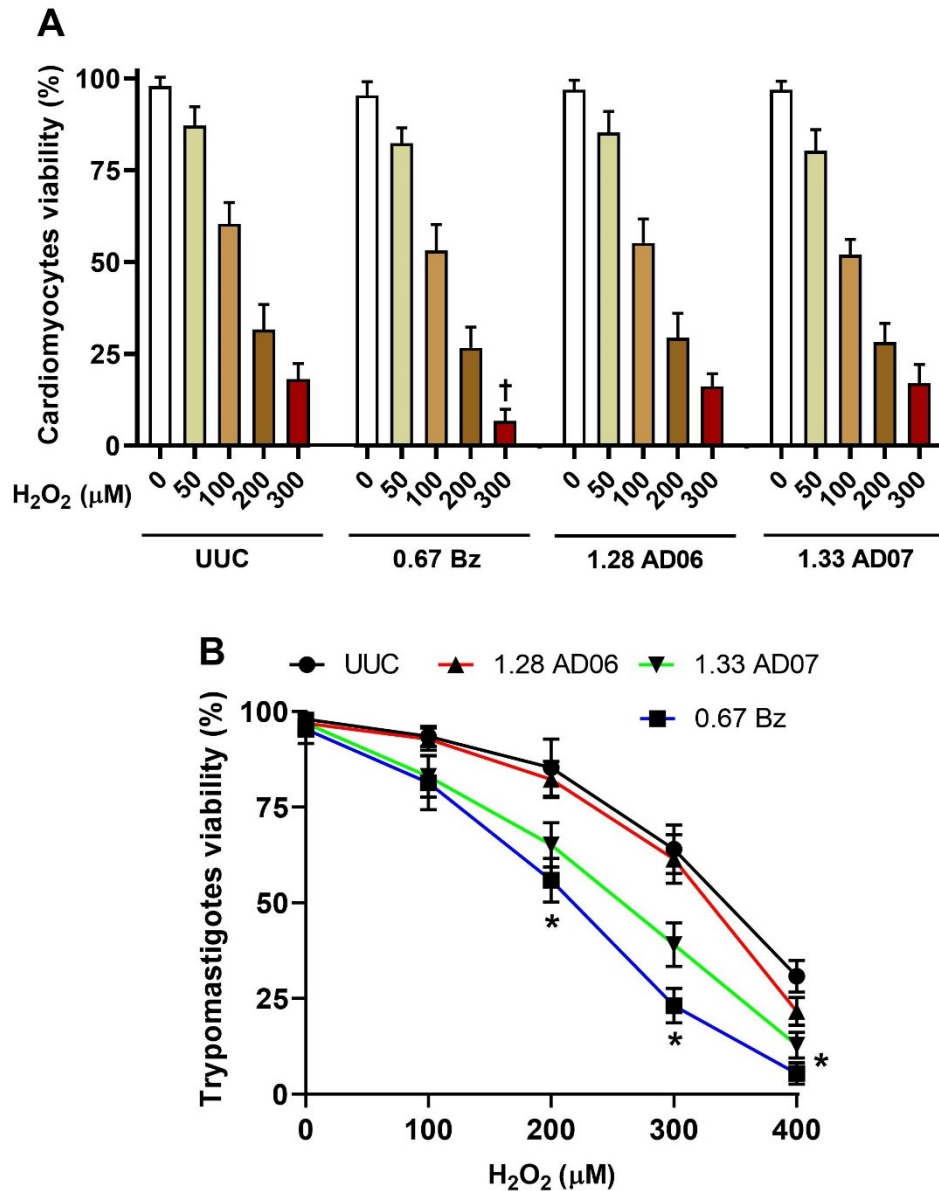 A
Cardiomyocytes viability (%)
100
75
50
25
0
†
H₂O₂ (μM)
0 50 100 200 300 0 50 100 200 300 0 50 100 200 300 0 50 100 200 300
UUC 0.67 Bz 1.28 AD06 1.33 AD07
B
UUC 1.28 AD06 1.33 AD07
0.67 Bz
Trypomastigotes viability (%)
100
75
50
25
0
*
*
*
0 100 200 300 400
H₂O₂ (μM)